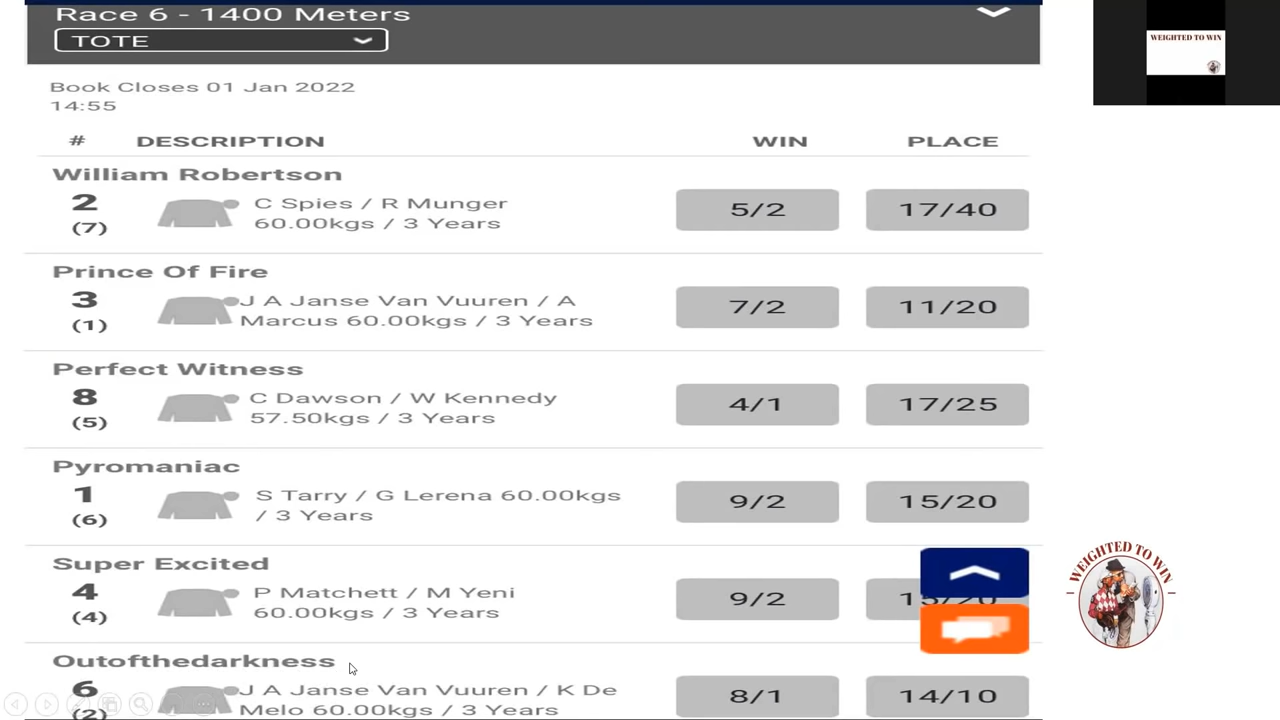 Race 6 - 1400 Meters
TOTE
Book Closes 01 Jan 2022
14:55
# DESCRIPTION WIN PLACE
William Robertson
2 C Spies / R Munger 5/2 17/40
(7) 60.00kgs / 3 Years
Prince Of Fire
3 J A Janse Van Vuuren / A 7/2 11/20
(1) Marcus 60.00kgs / 3 Years
Perfect Witness
8 C Dawson / W Kennedy 4/1 17/25
(5) 57.50kgs / 3 Years
Pyromaniac
1 S Tarry / G Lerena 60.00kgs 9/2 15/20
(6) / 3 Years
Super Excited
4 P Matchett / M Yeni 9/2 15/20
(4) 60.00kgs / 3 Years
Outofthedarkness
6 J A Janse Van Vuuren / K De 8/1 14/10
(2) Melo 60.00kgs / 3 Years
WEIGHTED TO WIN
WEIGHTED TO WIN